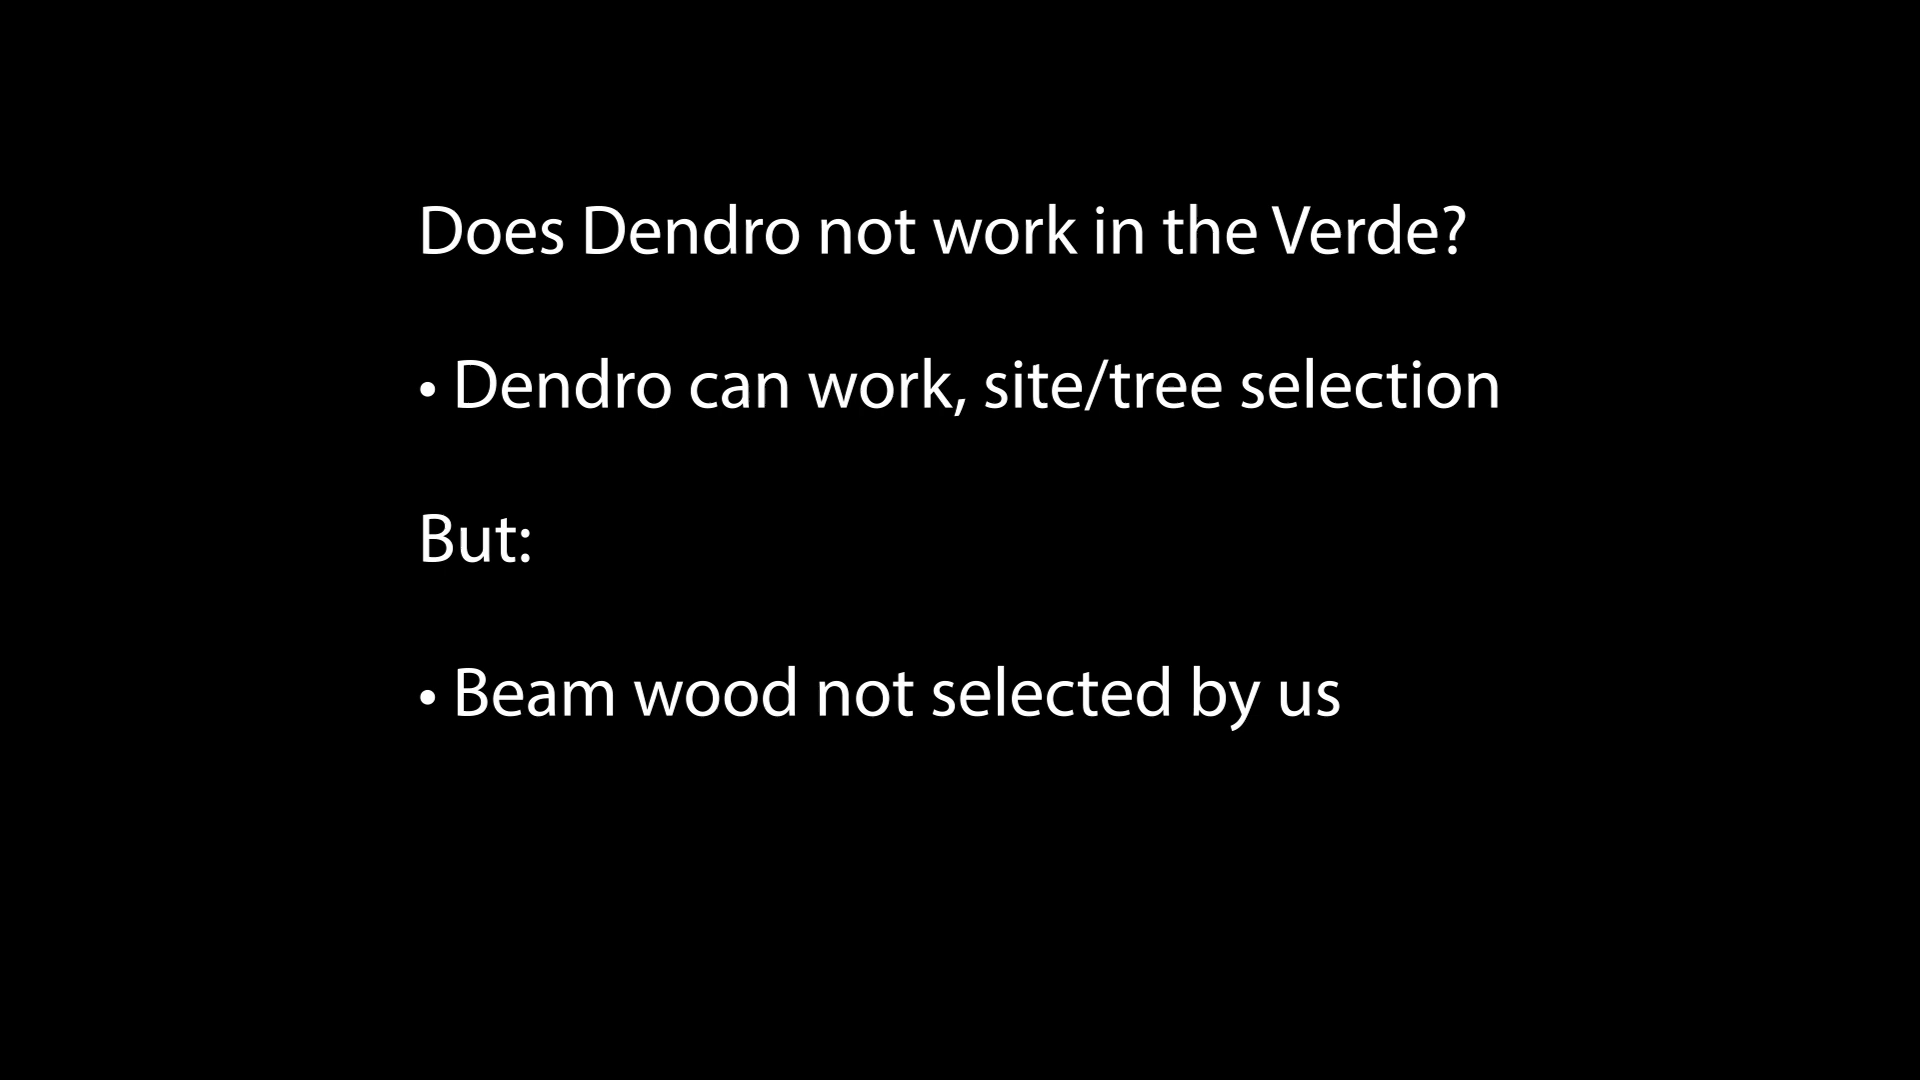 Does Dendro not work in the Verde?
• Dendro can work, site/tree selection
But:
• Beam wood not selected by us